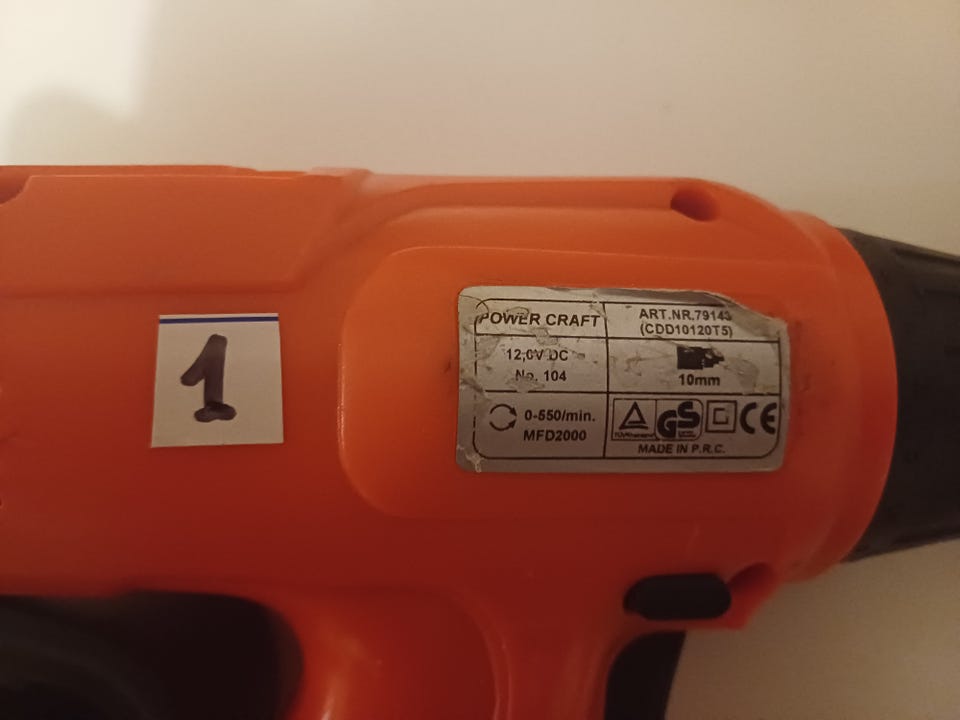 1
POWER CRAFT
ART.NR.79143
(CDD10120T5)
12,0V DC
No. 104
10mm
0-550/min.
MFD2000
TÜVRheinland
GS
CE
MADE IN P.R.C.